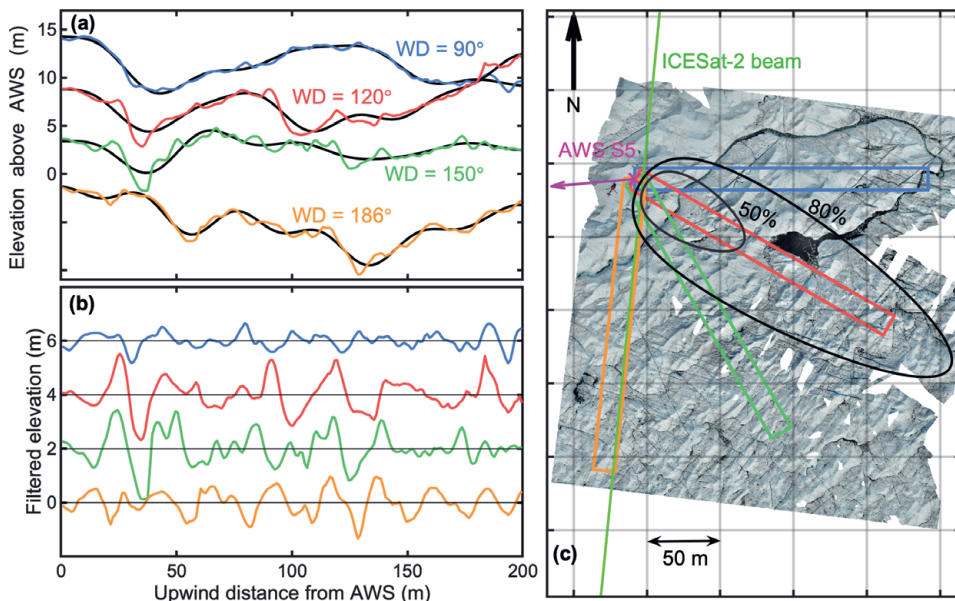 (a)
15
10
5
0
Elevation above AWS (m)
WD = 90°
WD = 120°
WD = 150°
WD = 186°
(b)
6
4
2
0
Filtered elevation (m)
0
50
100
150
200
Upwind distance from AWS (m)
N
ICESat-2 beam
AWS S5
50%
80%
(c)
50 m